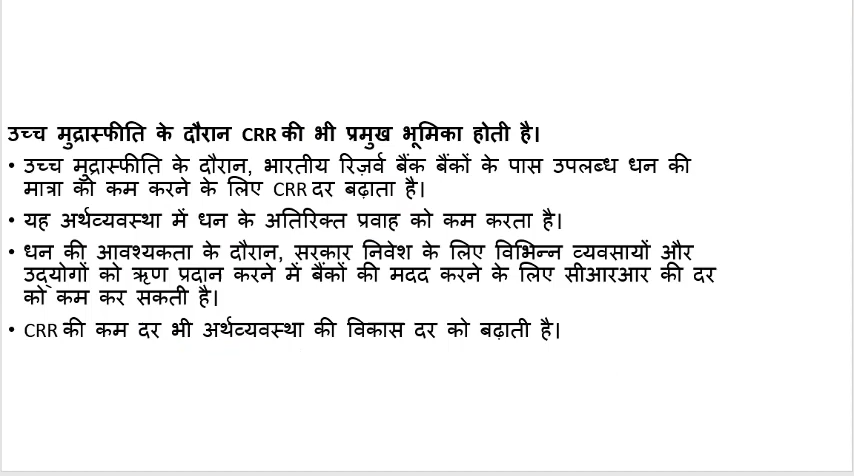 उच्च मुद्रास्फीति के दौरान CRR की भी प्रमुख भूमिका होती है।
• उच्च मुद्रास्फीति के दौरान, भारतीय रिज़र्व बैंक बैंकों के पास उपलब्ध धन की
मात्रा को कम करने के लिए CRR दर बढ़ाता है।
• यह अर्थव्यवस्था में धन के अतिरिक्त प्रवाह को कम करता है।
• धन की आवश्यकता के दौरान, सरकार निवेश के लिए विभिन्न व्यवसायों और
उद्योगों को ऋण प्रदान करने में बैंकों की मदद करने के लिए सीआरआर की दर
को कम कर सकती है।
• CRR की कम दर भी अर्थव्यवस्था की विकास दर को बढ़ाती है।